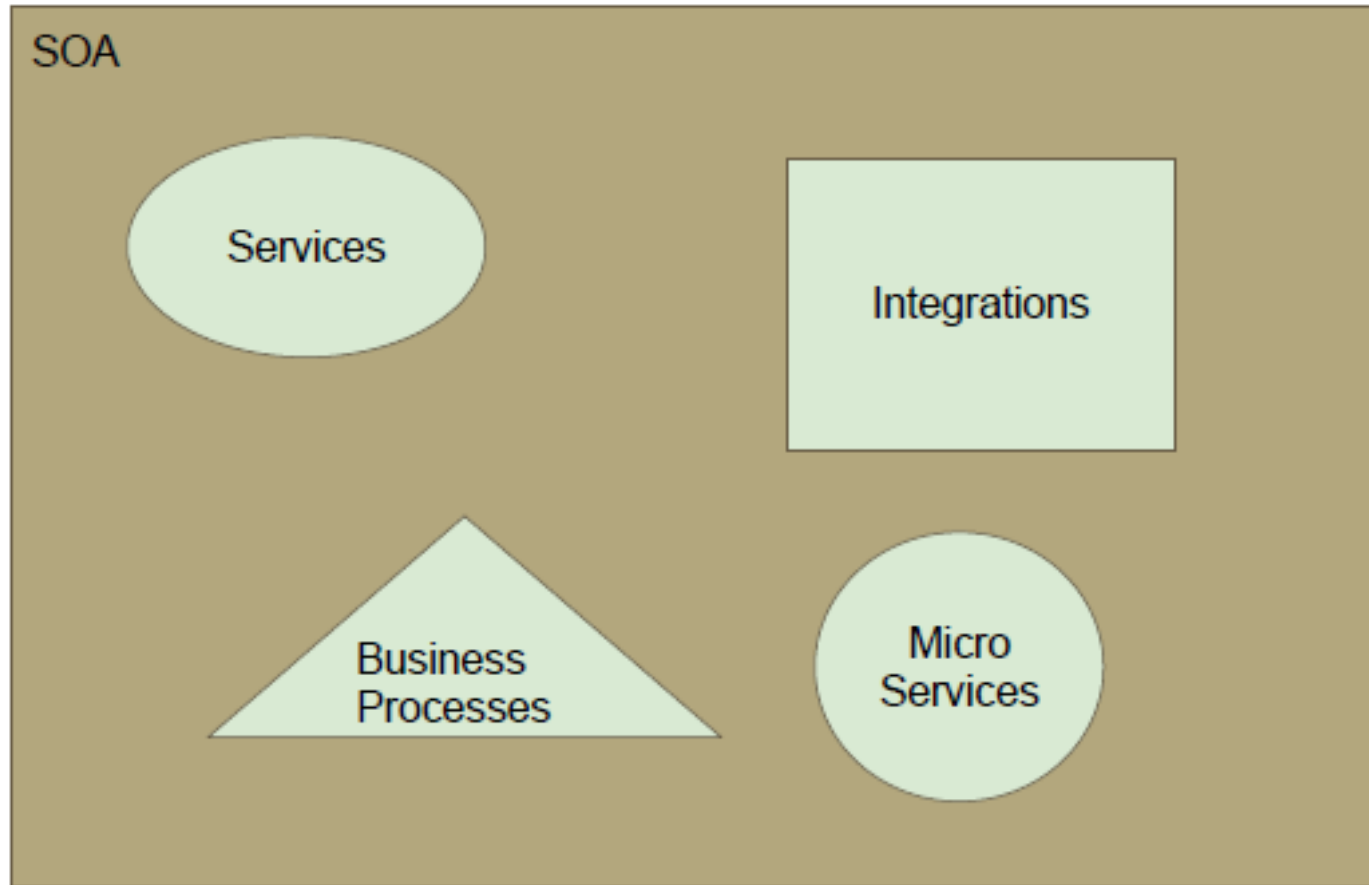 SOA
Services
Integrations
Business
Processes
Micro
Services